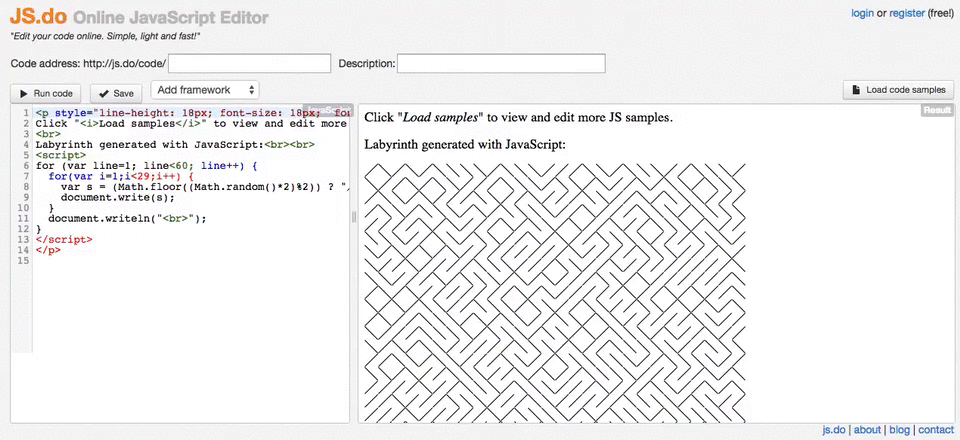 JS.do Online JavaScript Editor
login or register (free!)
"Edit your code online. Simple, light and fast!"
Code address: http://js.do/code/ Description:
Run code Save Add framework Load code samples
JavaScript
Result
1 <p style="line-height: 18px; font-size: 18px;
2 Click "<i>Load samples</i>" to view and edit more
3 <br>
4 Labyrinth generated with JavaScript:<br><br>
5 <script>
6 for (var line=1; line<60; line++) {
7 for(var i=1;i<29;i++) {
8 var s = (Math.floor((Math.random()*2)%2)) ? "
9 document.write(s);
10 }
11 document.writeln("<br>");
12 }
13 </script>
14 </p>
15
Click "Load samples" to view and edit more JS samples.
Labyrinth generated with JavaScript:
js.do | about | blog | contact